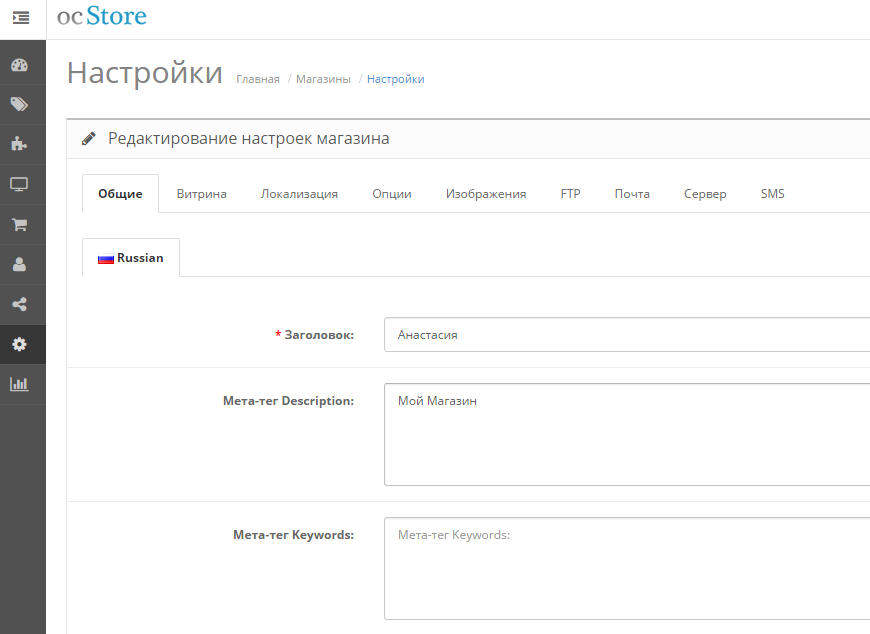 ocStore
Настройки Главная / Магазины / Настройки
Редактирование настроек магазина
Общие Витрина Локализация Опции Изображения FTP Почта Сервер SMS
Russian
* Заголовок: Анастасия
Мета-тег Description: Мой Магазин
Мета-тег Keywords: Мета-тег Keywords: